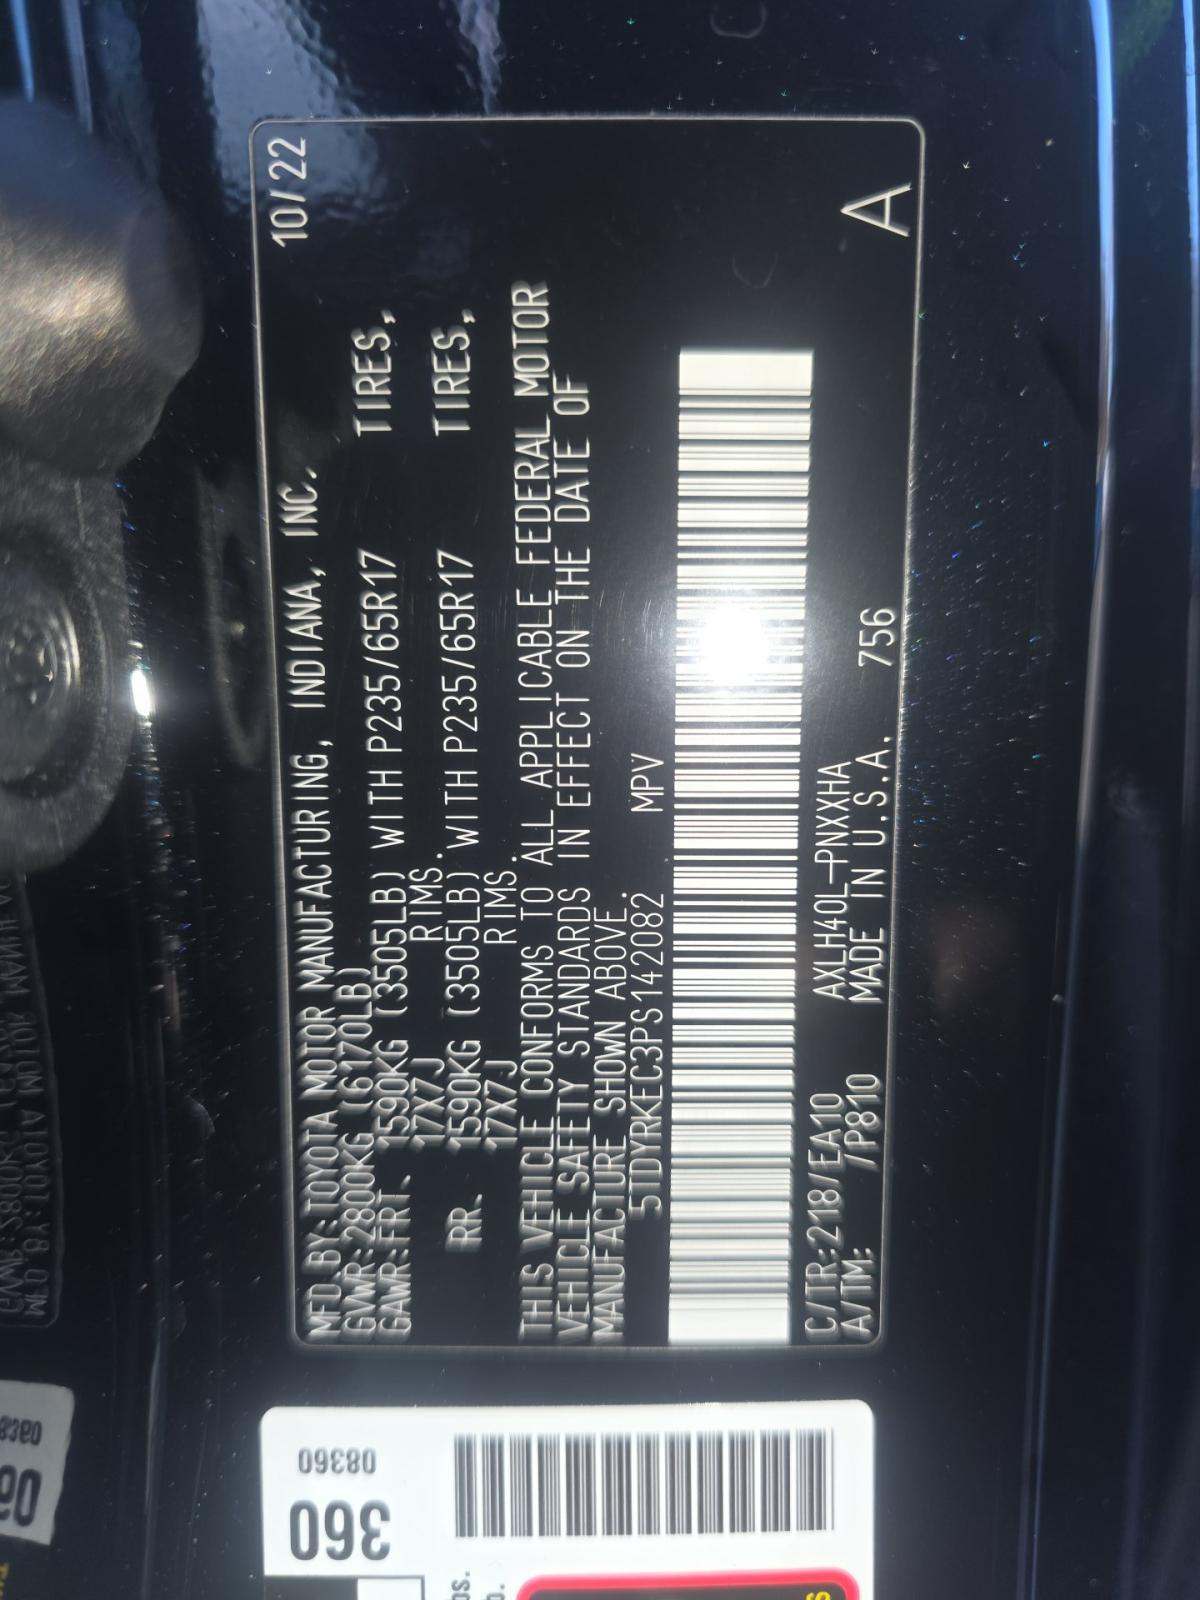 10/22
MFD.BY:TOYOTA MOTOR MANUFACTURING, INDIANA, INC.
GVWR:2800KG (6170LB)
GAWR:FRT. 1590KG (3505LB) WITH P235/65R17 TIRES,
17X7J RIMS.
RR. 1590KG (3505LB) WITH P235/65R17 TIRES,
17X7J RIMS.
THIS VEHICLE CONFORMS TO ALL APPLICABLE FEDERAL MOTOR
VEHICLE SAFETY STANDARDS IN EFFECT ON THE DATE OF
MANUFACTURE SHOWN ABOVE.
5TDYRKEC3PS142082 MPV
C/TR:218/EA10 AXLH40L-PNXXHA
A/TM: /P810 MADE IN U.S.A. 756
A
08360
360